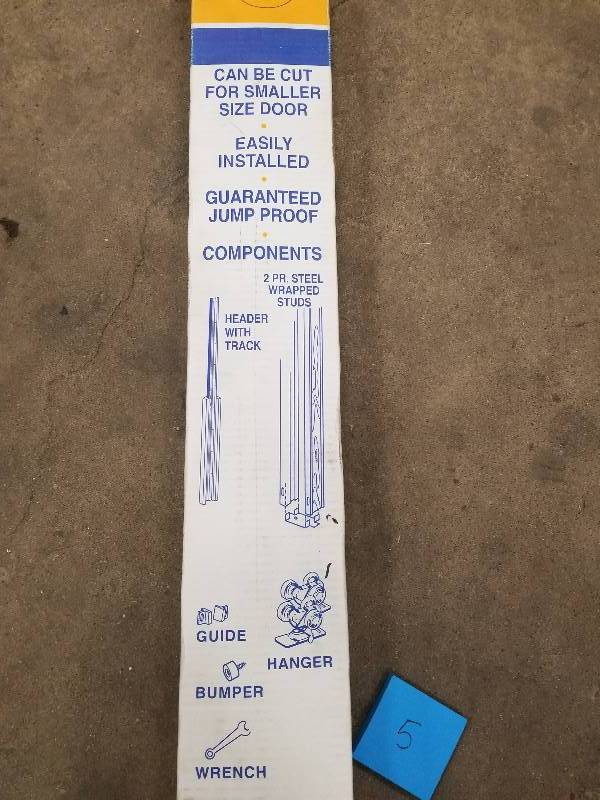 CAN BE CUT
FOR SMALLER
SIZE DOOR
EASILY
INSTALLED
GUARANTEED
JUMP PROOF
COMPONENTS
2 PR. STEEL
WRAPPED
STUDS
HEADER
WITH
TRACK
GUIDE
HANGER
BUMPER
WRENCH
5